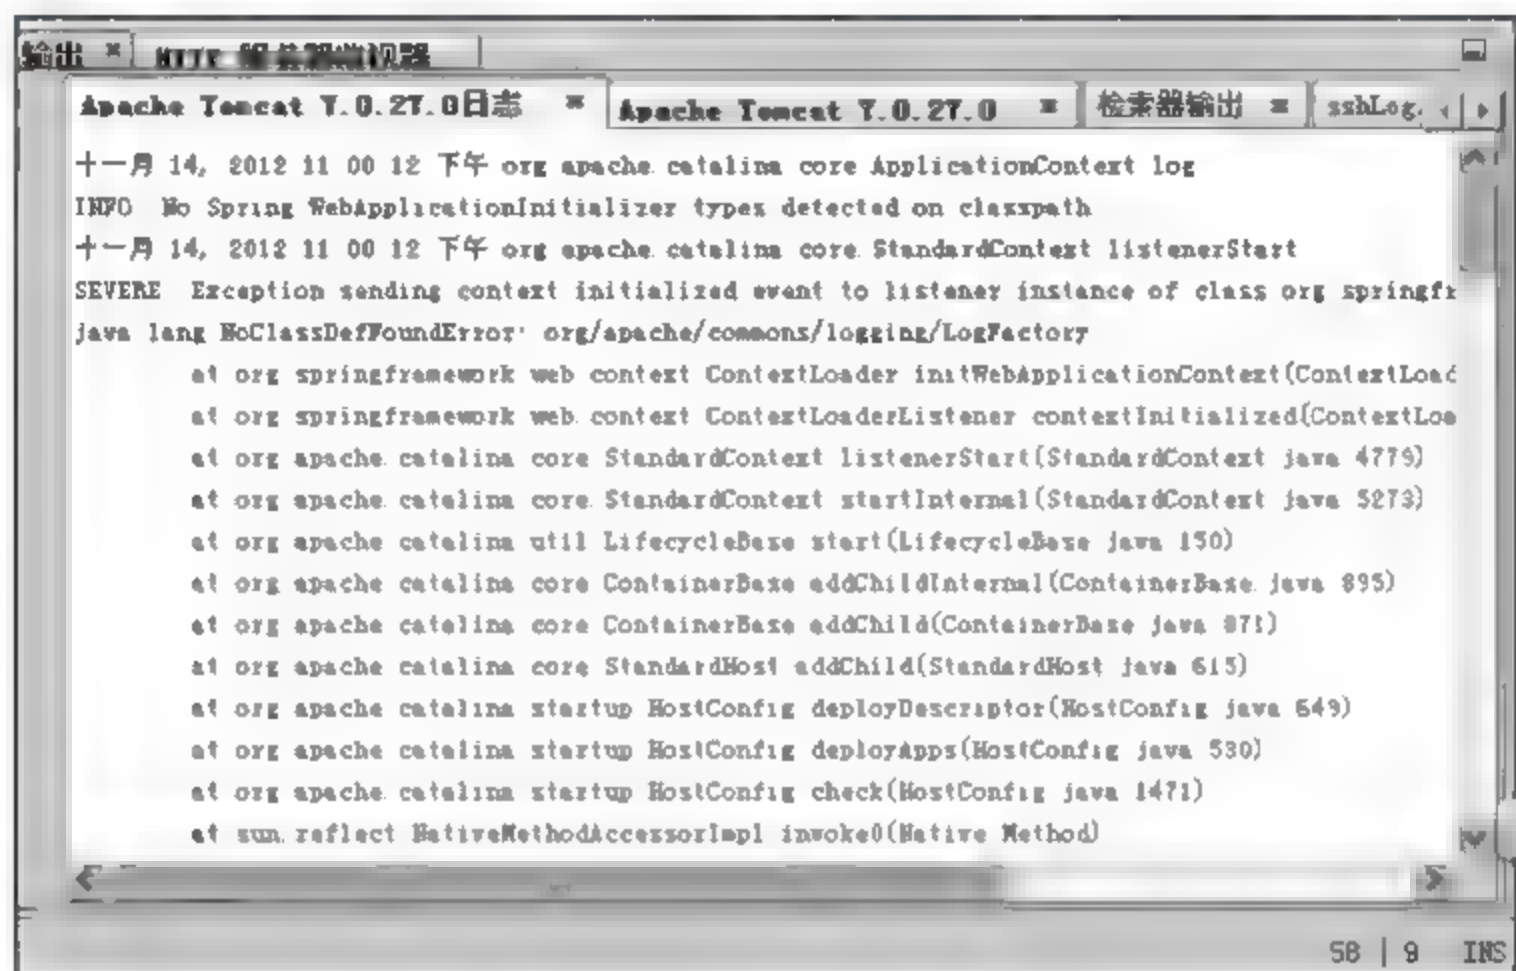 输出
HTTP 服务器监视器
Apache Tomcat 7.0.27.0日志
Apache Tomcat 7.0.27.0
检索器输出
sshLog.
十一月 14, 2012 11 00 12 下午 org apache catalina core ApplicationContext log
INFO No Spring WebApplicationInitializer types detected on classpath
十一月 14, 2012 11 00 12 下午 org apache catalina core StandardContext listenerStart
SEVERE Exception sending context initialized event to listener instance of class org springfr
java lang NoClassDefFoundError: org/apache/commons/logging/LogFactory
at org springframework web context ContextLoader initWebApplicationContext(ContextLoad
at org springframework web context ContextLoaderListener contextInitialized(ContextLoa
at org apache catalina core StandardContext listenerStart(StandardContext java 4779)
at org apache catalina core StandardContext startInternal(StandardContext java 5273)
at org apache catalina util LifecycleBase start(LifecycleBase java 150)
at org apache catalina core ContainerBase addChildInternal(ContainerBase java 895)
at org apache catalina core ContainerBase addChild(ContainerBase java 871)
at org apache catalina core StandardHost addChild(StandardHost java 615)
at org apache catalina startup HostConfig deployDescriptor(HostConfig java 649)
at org apache catalina startup HostConfig deployApps(HostConfig java 530)
at org apache catalina startup HostConfig check(HostConfig java 1471)
at sun.reflect NativeMethodAccessorImpl invoke0(Native Method)
58 | 9 INS